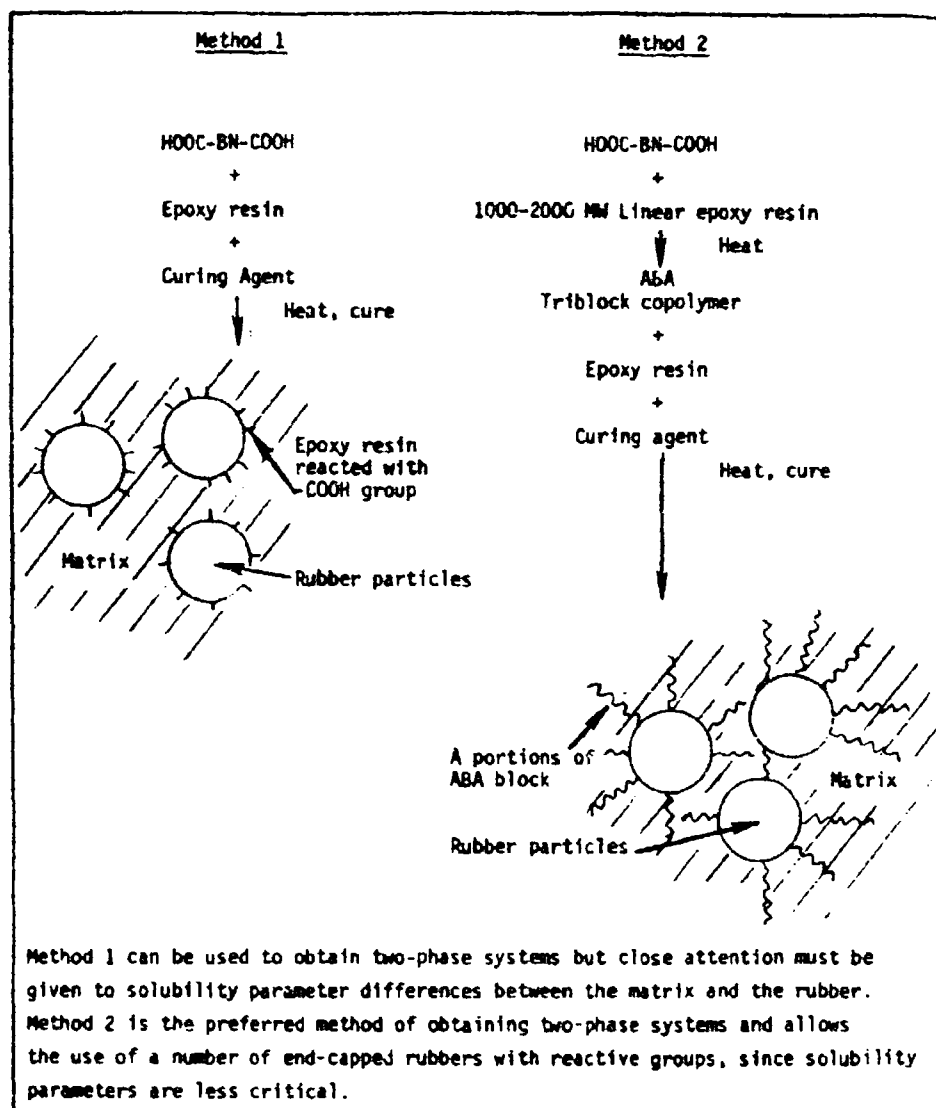 Method 1
HOOC-BN-COOH
+
Epoxy resin
+
Curing Agent
Heat, cure
Epoxy resin
reacted with
COOH group
Matrix
Rubber particles
Method 2
HOOC-BN-COOH
+
1000-2000 MW Linear epoxy resin
Heat
ABA
Triblock copolymer
+
Epoxy resin
+
Curing agent
Heat, cure
A portions of
ABA block
Matrix
Rubber particles
Method 1 can be used to obtain two-phase systems but close attention must be
given to solubility parameter differences between the matrix and the rubber.
Method 2 is the preferred method of obtaining two-phase systems and allows
the use of a number of end-capped rubbers with reactive groups, since solubility
parameters are less critical.